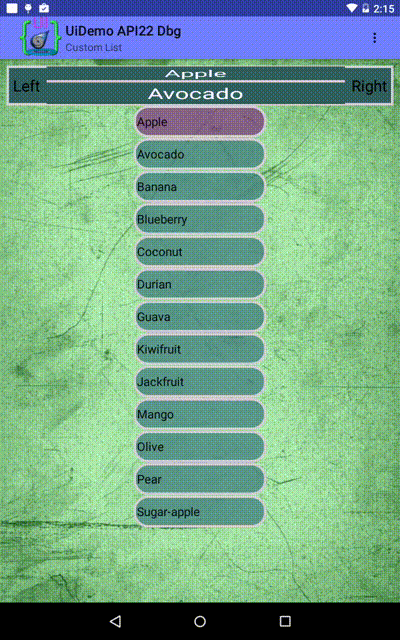 2:15
UiDemo API22 Dbg
Custom List
Left
Apple
Avocado
Right
Apple
Avocado
Banana
Blueberry
Coconut
Durian
Guava
Kiwifruit
Jackfruit
Mango
Olive
Pear
Sugar-apple